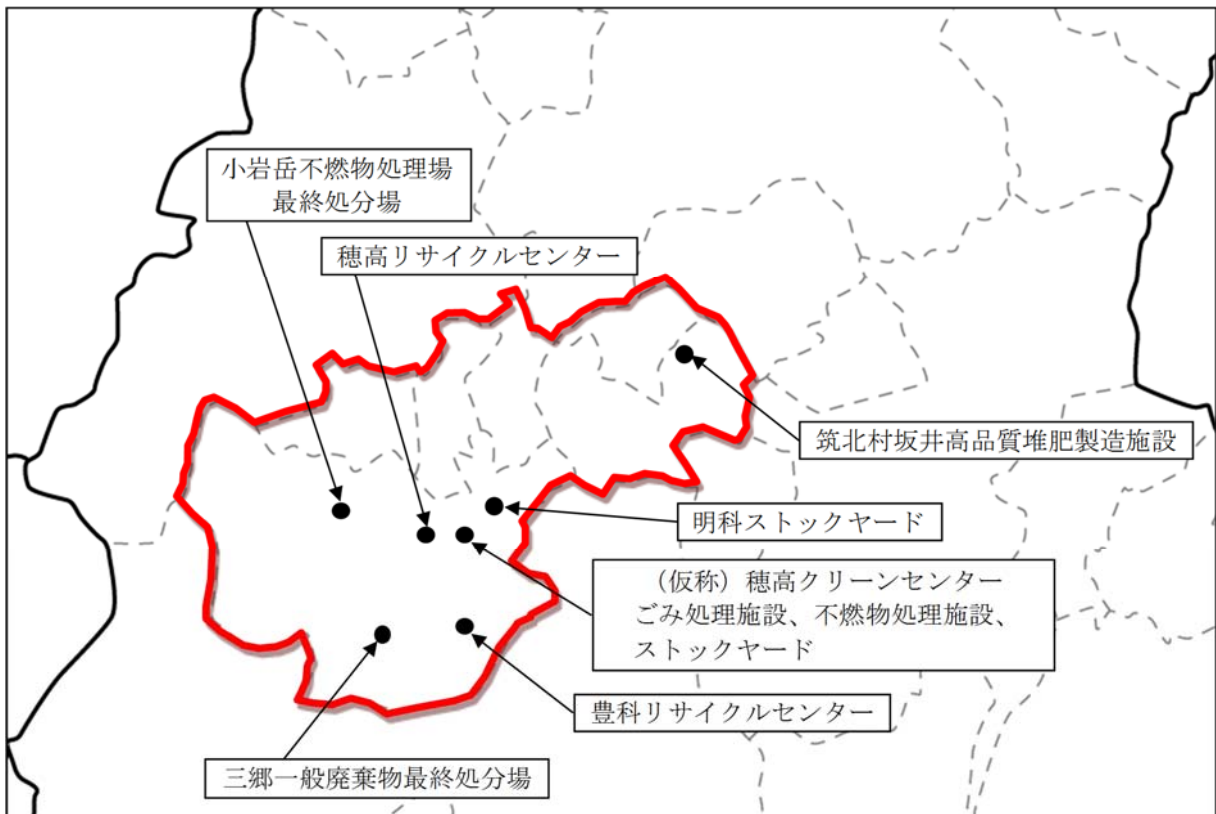 小岩岳不燃物処理場
最終処分場
穂高リサイクルセンター
筑北村坂井高品質堆肥製造施設
明科ストックヤード
（仮称）穂高クリーンセンター
ごみ処理施設、不燃物処理施設、
ストックヤード
豊科リサイクルセンター
三郷一般廃棄物最終処分場